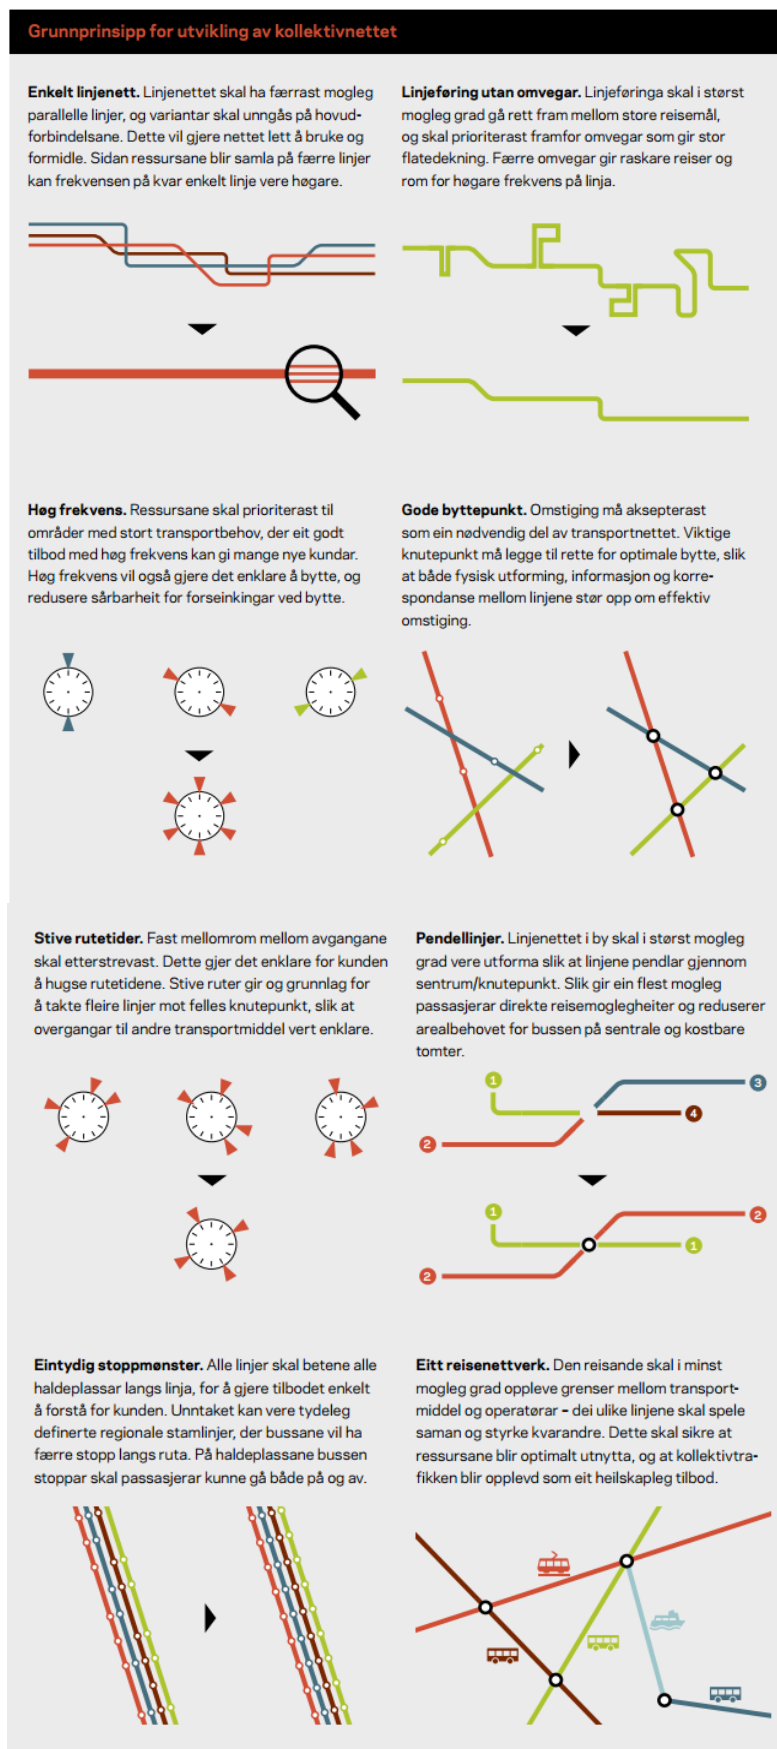 Grunnprinsipp for utvikling av kollektivnettet
Enkelt linjenett. Linjenettet skal ha færrast mogleg
parallelle linjer, og variantar skal unngås på hovud-
forbindelsane. Dette vil gjere nettet lett å bruke og
formidle. Sidan ressursane blir samla på færre linjer
kan frekvensen på kvar enkelt linje vere høgare.
Linjeføring utan omvegar. Linjeføringa skal i størst
mogleg grad gå rett fram mellom store reisemål,
og skal prioriterast framfor omvegar som gir stor
flatedekning. Færre omvegar gir raskare reiser og
rom for høgare frekvens på linja.
Høg frekvens. Ressursane skal prioriterast til
områder med stort transportbehov, der eit godt
tilbod med høg frekvens kan gi mange nye kundar.
Høg frekvens vil også gjere det enklare å bytte, og
redusere sårbarheit for forseinkingar ved bytte.
Gode byttepunkt. Omstiging må aksepterast
som ein nødvendig del av transportnettet. Viktige
knutepunkt må legge til rette for optimale bytte, slik
at både fysisk utforming, informasjon og korre-
spondanse mellom linjene stør opp om effektiv
omstiging.
Stive rutetider. Fast mellomrom mellom avgangane
skal etterstrevast. Dette gjer det enklare for kunden
å hugse rutetidene. Stive ruter gir og grunnlag for
å takte fleire linjer mot felles knutepunkt, slik at
overgangar til andre transportmiddel vert enklare.
Pendellinjer. Linjenettet i by skal i størst mogleg
grad vere utforma slik at linjene pendlar gjennom
sentrum/knutepunkt. Slik gir ein flest mogleg
passasjerar direkte reisemoglegheiter og reduserer
arealbehovet for bussen på sentrale og kostbare
tomter.
1
3
4
2
1
2
1
2
Eintydig stoppmønster. Alle linjer skal betene alle
haldeplassar langs linja, for å gjere tilbodet enkelt
å forstå for kunden. Unntaket kan vere tydeleg
definerte regionale stamlinjer, der bussane vil ha
færre stopp langs ruta. På haldeplassane bussen
stoppar skal passasjerar kunne gå både på og av.
Eitt reisenettverk. Den reisande skal i minst
mogleg grad oppleve grenser mellom transport-
middel og operatørar – dei ulike linjene skal spele
saman og styrke kvarandre. Dette skal sikre at
ressursane blir optimalt utnytta, og at kollektivtra-
fikken blir opplevd som eit heilskapleg tilbod.